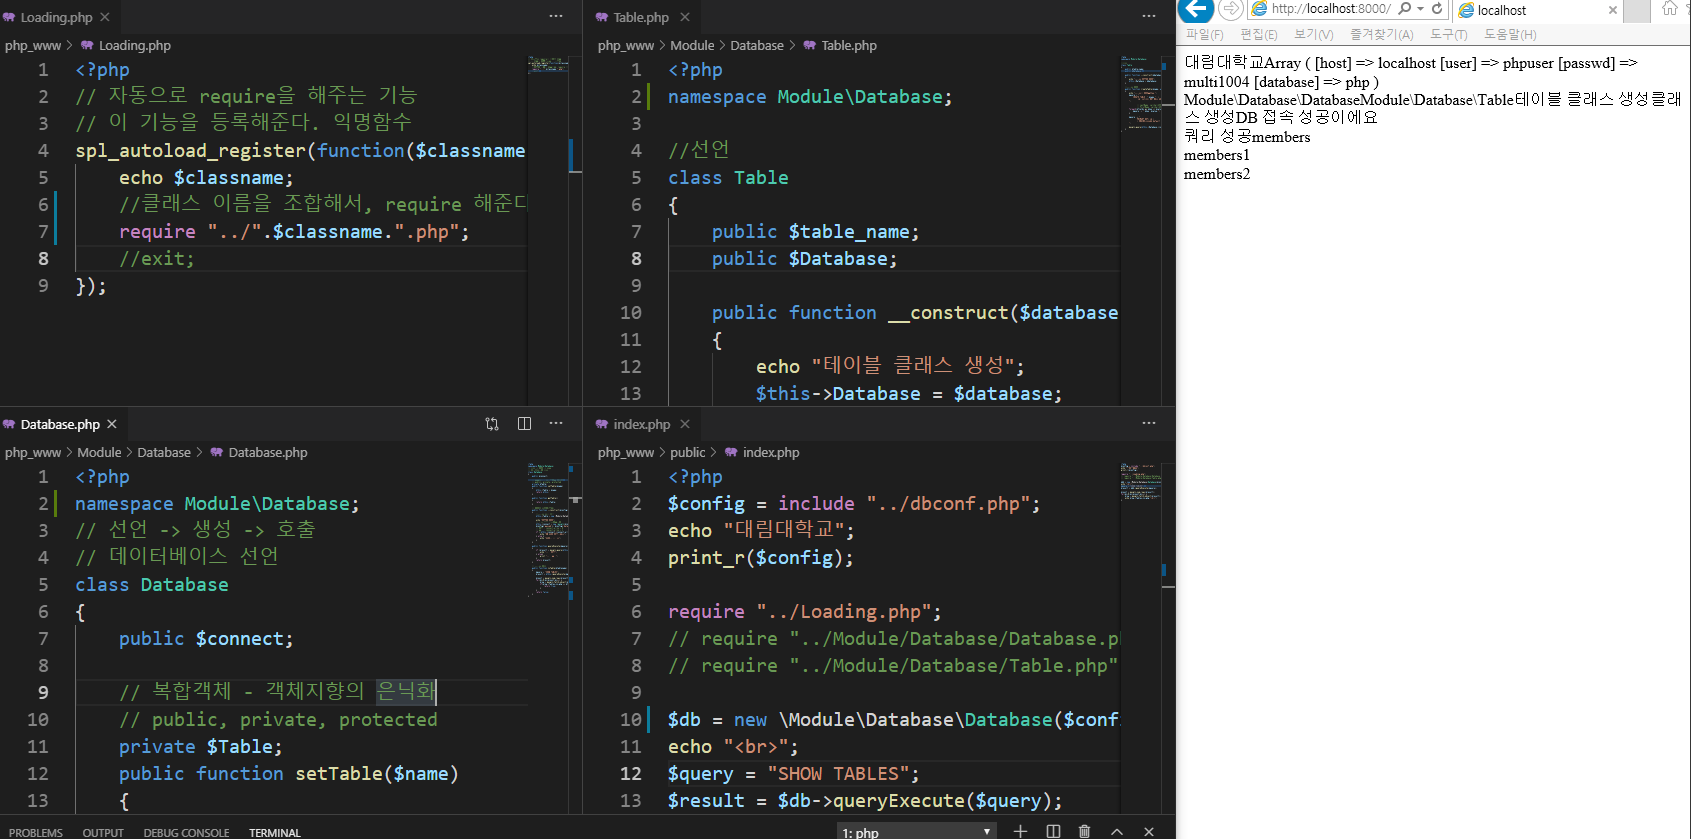 Loading.php
php_www > Loading.php
1 <?php
2 // 자동으로 require을 해주는 기능
3 // 이 기능을 등록해준다. 익명함수
4 spl_autoload_register(function($classname
5 echo $classname;
6 //클래스 이름을 조합해서, require 해준다
7 require "../".$classname.".php";
8 //exit;
9 });
Table.php
php_www > Module > Database > Table.php
1 <?php
2 namespace Module\Database;
3
4 //선언
5 class Table
6 {
7 public $table_name;
8 public $Database;
9
10 public function __construct($database
11 {
12 echo "테이블 클래스 생성";
13 $this->Database = $database;
Database.php
php_www > Module > Database > Database.php
1 <?php
2 namespace Module\Database;
3 // 선언 -> 생성 -> 호출
4 // 데이터베이스 선언
5 class Database
6 {
7 public $connect;
8
9 // 복합객체 - 객체지향의 은닉화
10 // public, private, protected
11 private $Table;
12 public function setTable($name)
13 {
index.php
php_www > public > index.php
1 <?php
2 $config = include "../dbconf.php";
3 echo "대림대학교";
4 print_r($config);
5
6 require "../Loading.php";
7 // require "../Module/Database/Database.ph
8 // require "../Module/Database/Table.php"
9
10 $db = new \Module\Database\Database($conf
11 echo "<br>";
12 $query = "SHOW TABLES";
13 $result = $db->queryExecute($query);
PROBLEMS OUTPUT DEBUG CONSOLE TERMINAL 1: php
http://localhost:8000/ localhost
파일(F) 편집(E) 보기(V) 즐겨찾기(A) 도구(T) 도움말(H)
대림대학교Array ( [host] => localhost [user] => phpuser [passwd] =>
multi1004 [database] => php )
Module\Database\DatabaseModule\Database\Table테이블 클래스 생성클래
스 생성DB 접속 성공이에요
쿼리 성공members
members1
members2